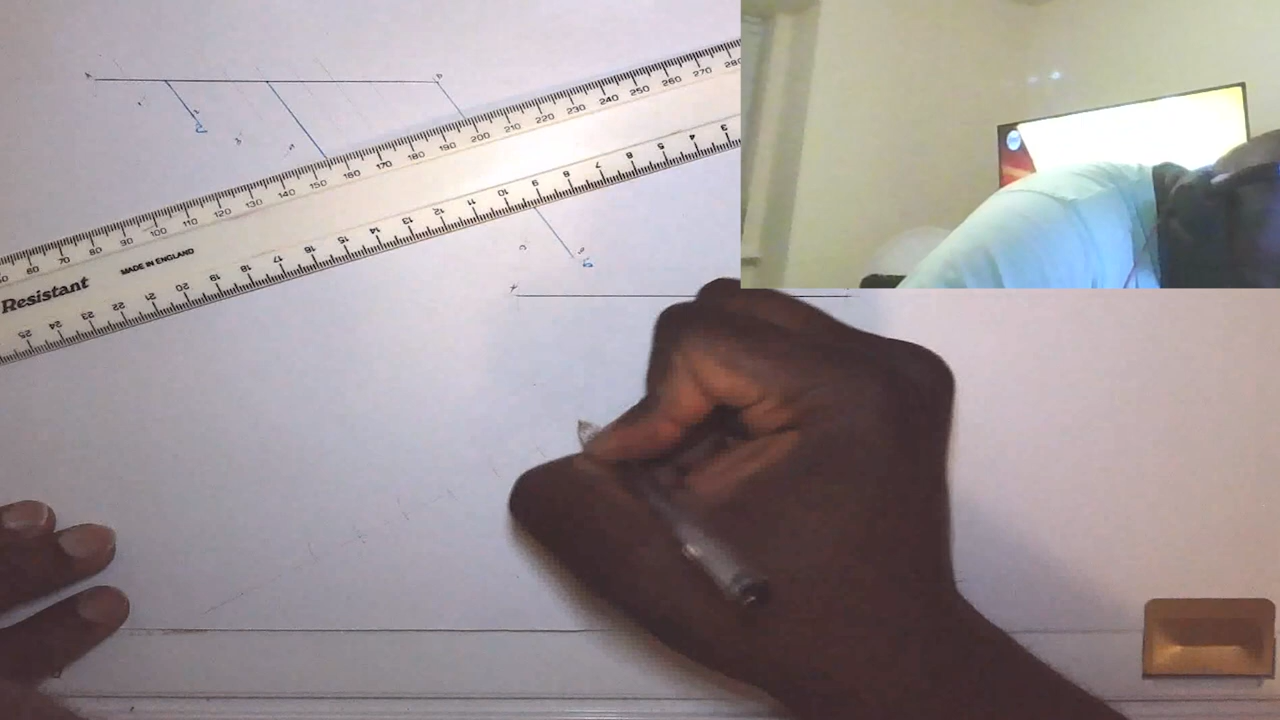 50 60 70 80 90 100 110 120 130 140 150 160 170 180 190 200 210 220 230 240 250 260 270 280
Resistant
MADE IN ENGLAND
25 24 23 22 21 20 19 18 17 16 15 14 13 12 11 10 9 8 7 6 5 4 3